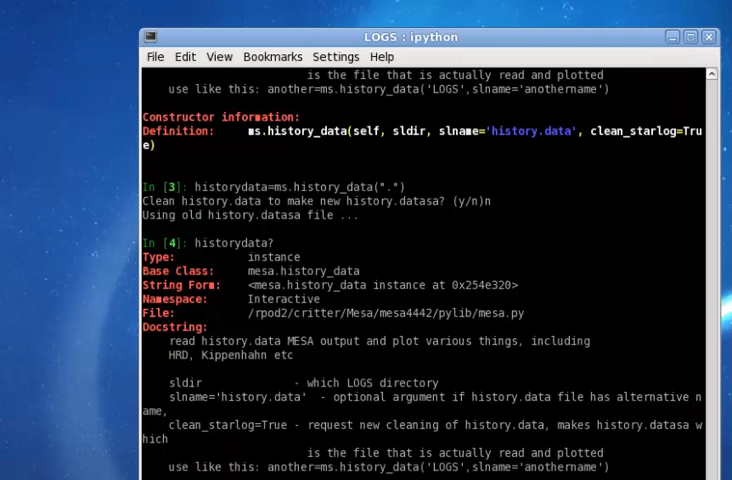 LOGS : ipython
File Edit View Bookmarks Settings Help
is the file that is actually read and plotted
use like this: another=ms.history_data('LOGS',slname='anothername')
Constructor information:
Definition: ms.history_data(self, sldir, slname='history.data', clean_starlog=Tru
e)
In [3]: historydata=ms.history_data(".")
Clean history.data to make new history.datasa? (y/n)n
Using old history.datasa file ...
In [4]: historydata?
Type: instance
Base Class: mesa.history_data
String Form: <mesa.history_data instance at 0x254e320>
Namespace: Interactive
File: /rpod2/critter/Mesa/mesa4442/pylib/mesa.py
Docstring:
read history.data MESA output and plot various things, including
HRD, Kippenhahn etc
sldir - which LOGS directory
slname='history.data' - optional argument if history.data file has alternative n
ame,
clean_starlog=True - request new cleaning of history.data, makes history.datasa w
hich
is the file that is actually read and plotted
use like this: another=ms.history_data('LOGS',slname='anothername')